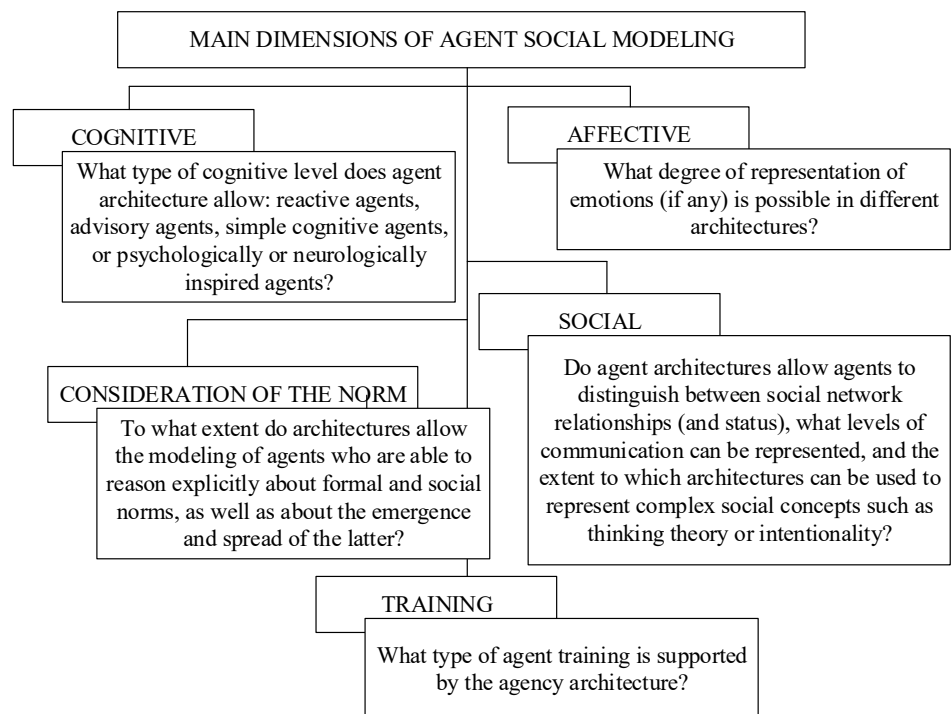 MAIN DIMENSIONS OF AGENT SOCIAL MODELING
COGNITIVE
What type of cognitive level does agent
architecture allow: reactive agents,
advisory agents, simple cognitive agents,
or psychologically or neurologically
inspired agents?
AFFECTIVE
What degree of representation of
emotions (if any) is possible in different
architectures?
SOCIAL
Do agent architectures allow agents to
distinguish between social network
relationships (and status), what levels of
communication can be represented, and the
extent to which architectures can be used to
represent complex social concepts such as
thinking theory or intentionality?
CONSIDERATION OF THE NORM
To what extent do architectures allow
the modeling of agents who are able to
reason explicitly about formal and social
norms, as well as about the emergence
and spread of the latter?
TRAINING
What type of agent training is supported
by the agency architecture?